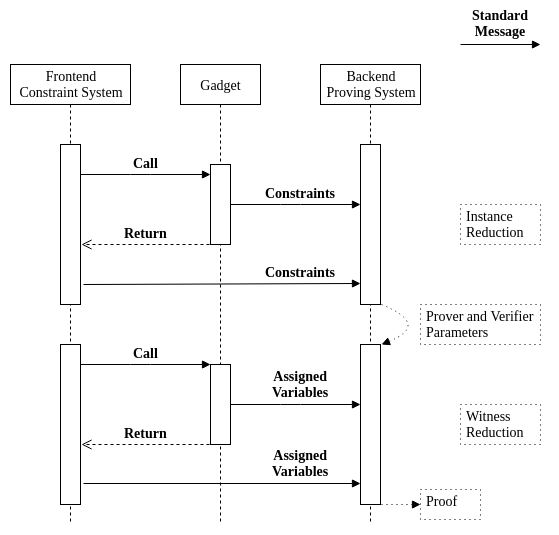 Standard
Message
Frontend
Constraint System
Gadget
Backend
Proving System
Call
Constraints
Instance
Reduction
Return
Constraints
Prover and Verifier
Parameters
Call
Assigned
Variables
Witness
Reduction
Return
Assigned
Variables
Proof